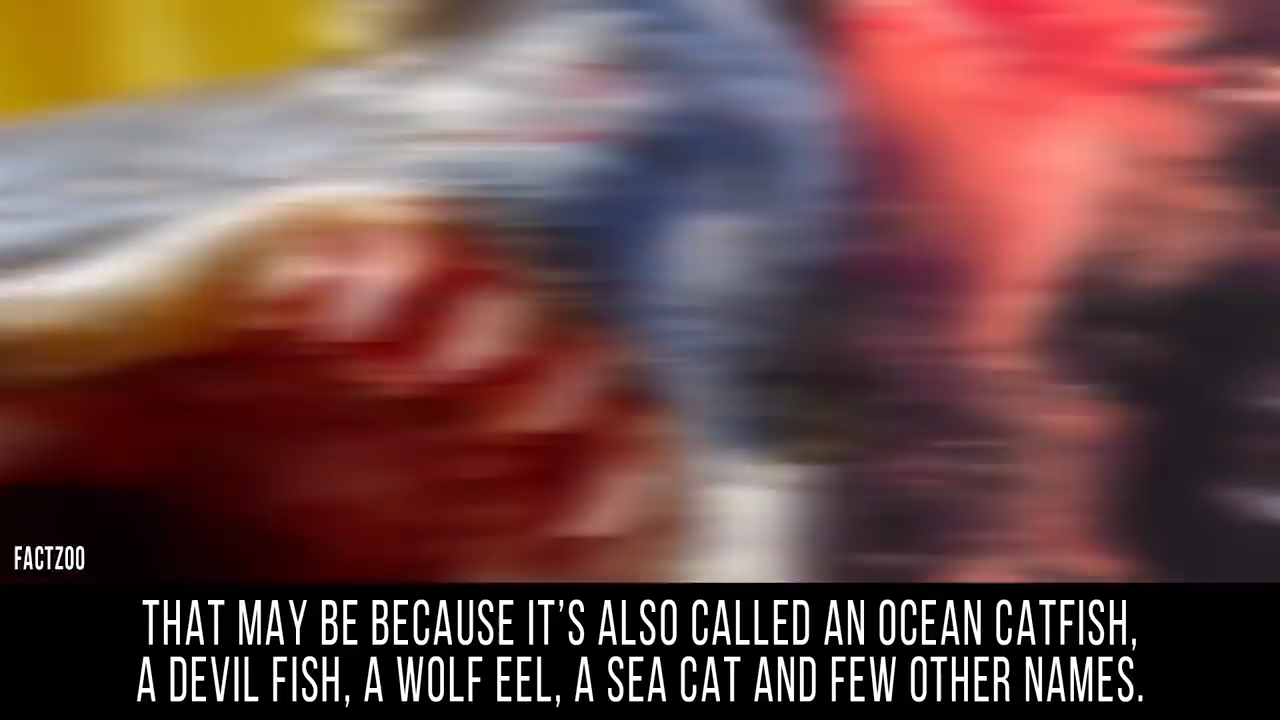 FACTZOO
THAT MAY BE BECAUSE IT'S ALSO CALLED AN OCEAN CATFISH,
A DEVIL FISH, A WOLF EEL, A SEA CAT AND FEW OTHER NAMES.